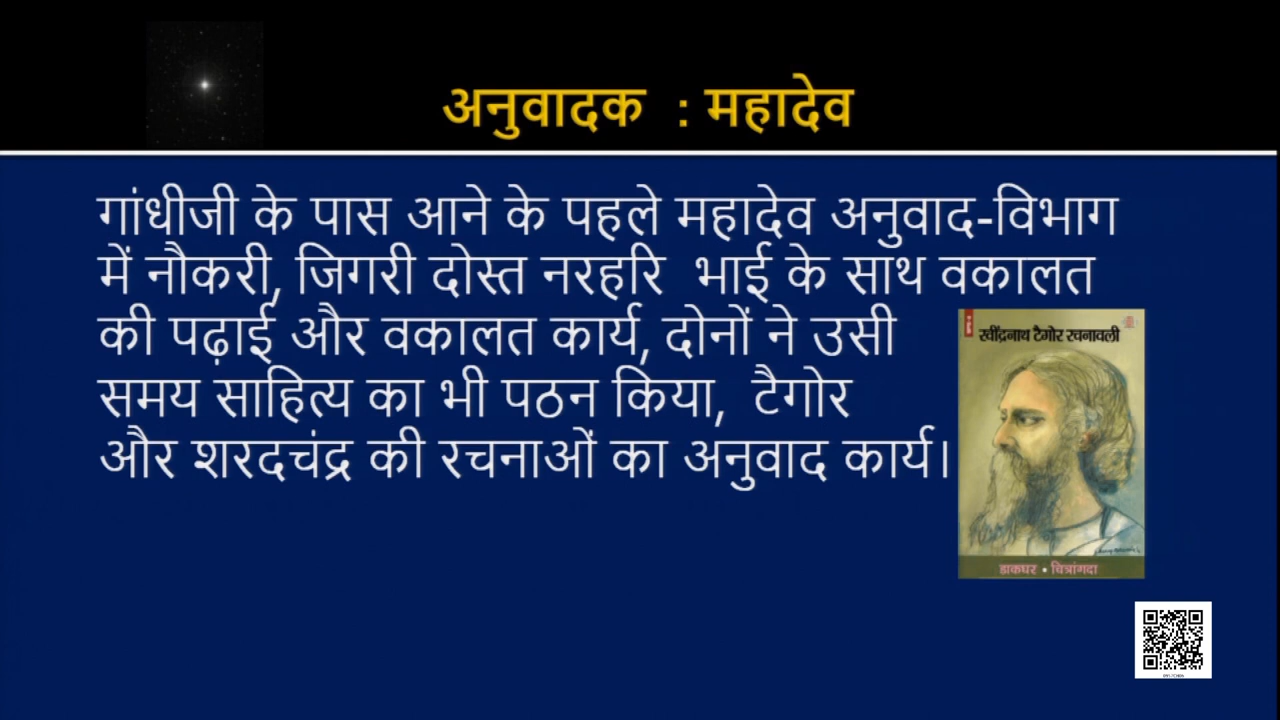 अनुवादक : महादेव
गांधीजी के पास आने के पहले महादेव अनुवाद-विभाग
में नौकरी, जिगरी दोस्त नरहरि भाई के साथ वकालत
की पढ़ाई और वकालत कार्य, दोनों ने उसी
समय साहित्य का भी पठन किया, टैगोर
और शरदचंद्र की रचनाओं का अनुवाद कार्य।
रवींद्रनाथ टैगोर रचनावली
डाकघर • चित्रांगदा